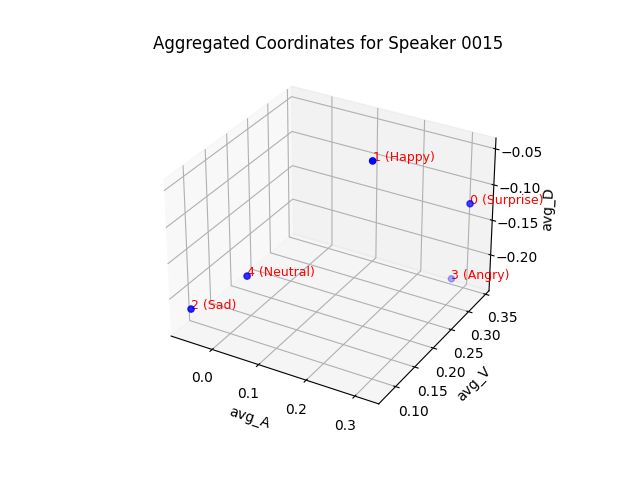 Aggregated Coordinates for Speaker 0015
1 (Happy)
0 (Surprise)
3 (Angry)
4 (Neutral)
2 (Sad)
−0.05
−0.10
−0.15
−0.20
avg_D
0.35
0.30
0.25
0.20
0.15
0.10
avg_V
0.0
0.1
0.2
0.3
avg_A